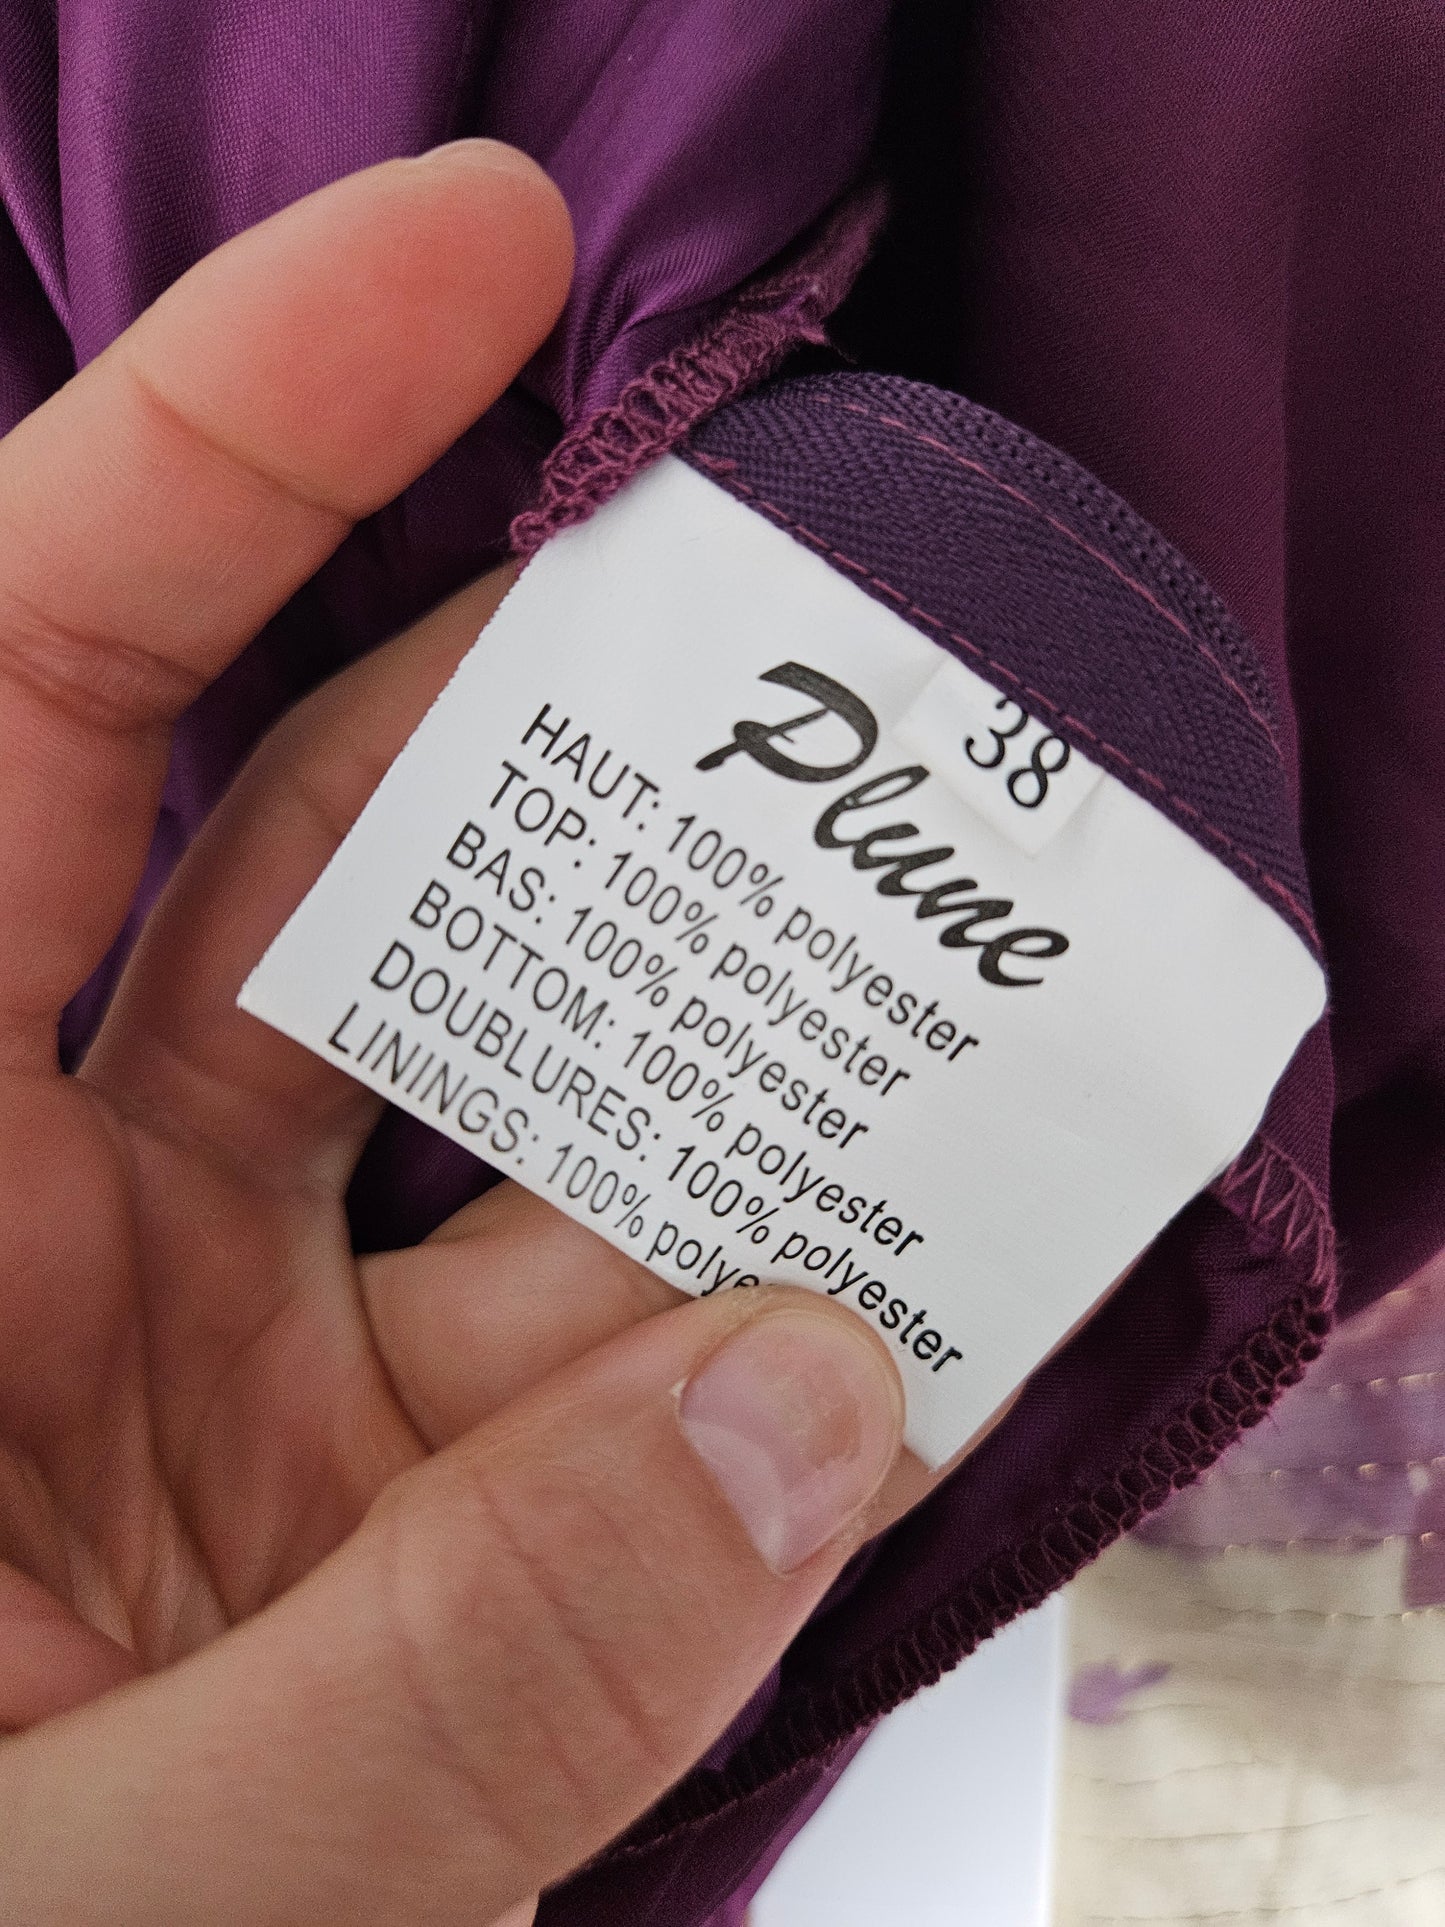 38
Plume
HAUT: 100% polyester
TOP: 100% polyester
BAS: 100% polyester
BOTTOM: 100% polyester
DOUBLURES: 100% polyester
LININGS: 100%